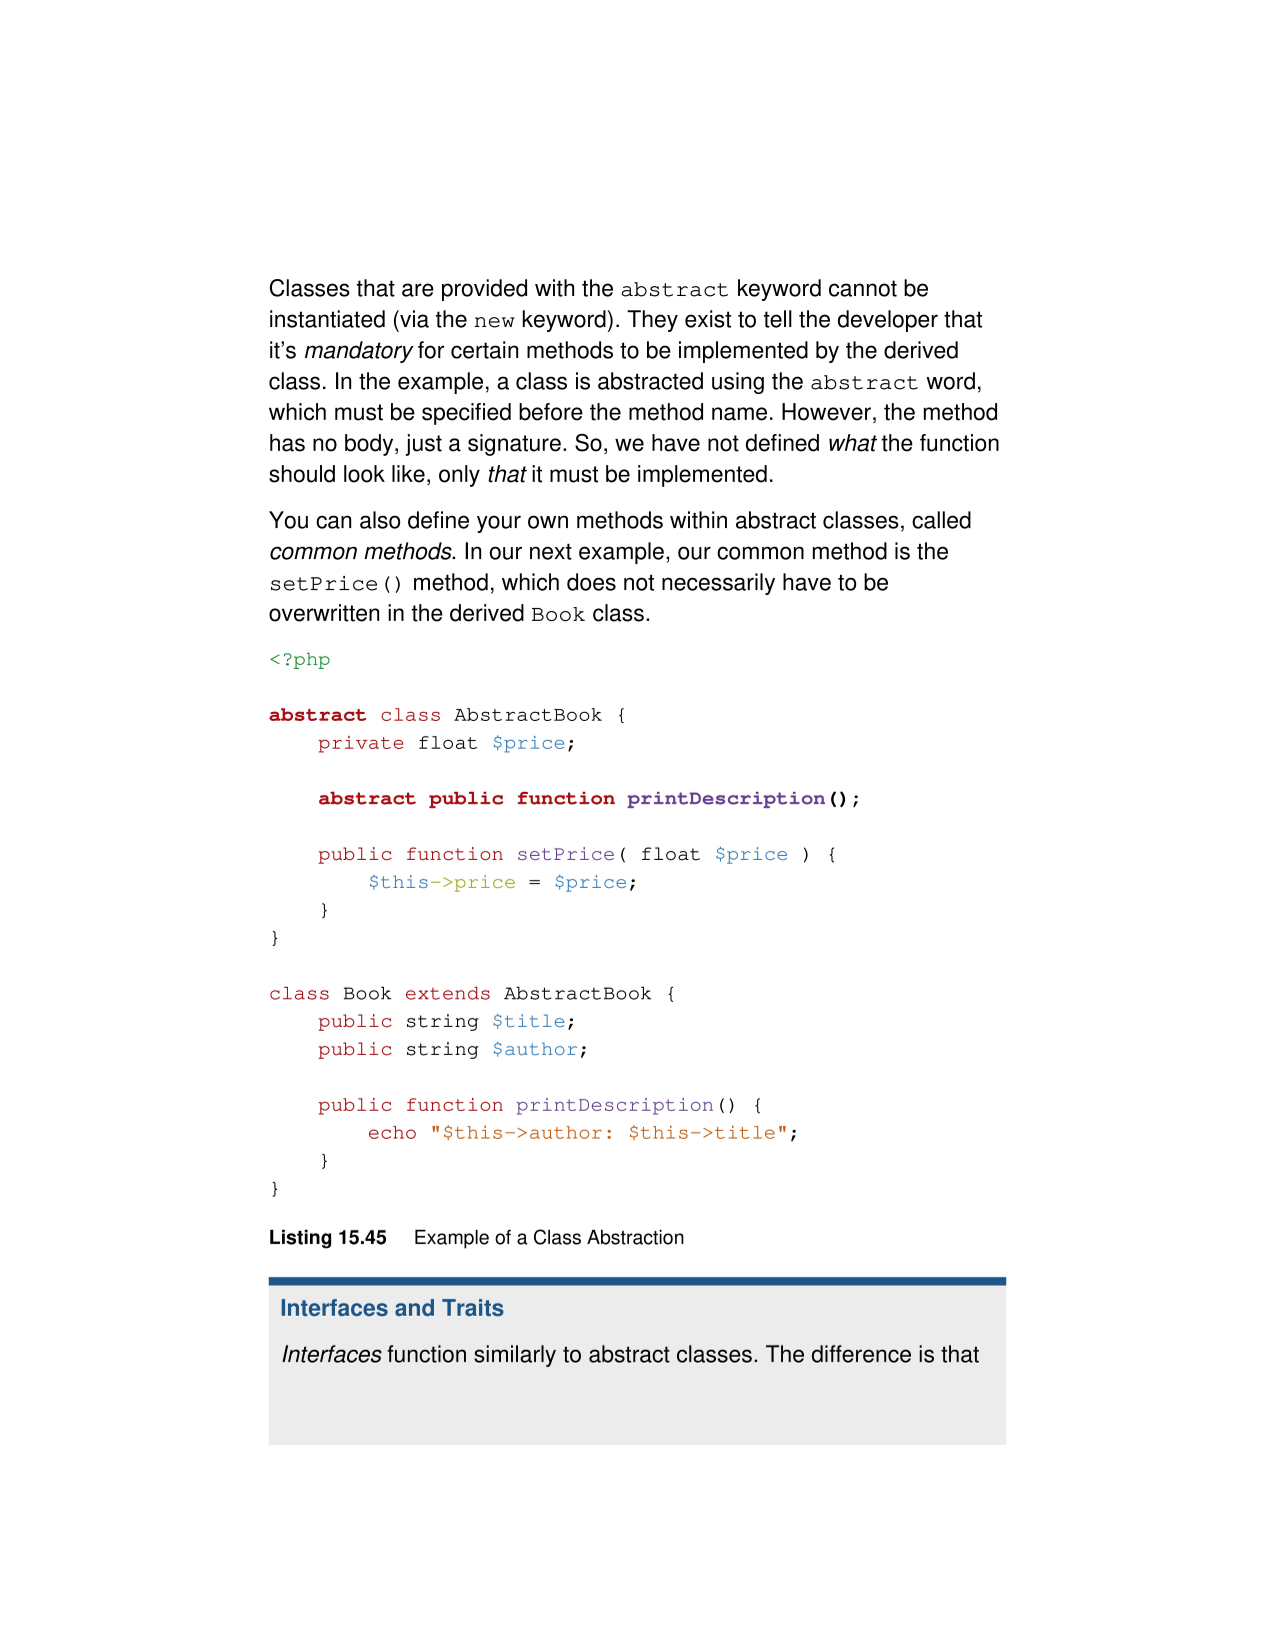 Classes that are provided with the abstract keyword cannot be
instantiated (via the new keyword). They exist to tell the developer that
it’s mandatory for certain methods to be implemented by the derived
class. In the example, a class is abstracted using the abstract word,
which must be specified before the method name. However, the method
has no body, just a signature. So, we have not defined what the function
should look like, only that it must be implemented.
You can also define your own methods within abstract classes, called
common methods. In our next example, our common method is the
setPrice() method, which does not necessarily have to be
overwritten in the derived Book class.
<?php
abstract class AbstractBook {
    private float $price;
    abstract public function printDescription();
    public function setPrice( float $price ) {
        $this->price = $price;
    }
}
class Book extends AbstractBook {
    public string $title;
    public string $author;
    public function printDescription() {
        echo "$this->author: $this->title";
    }
}
Listing 15.45 Example of a Class Abstraction
Interfaces and Traits
Interfaces function similarly to abstract classes. The difference is that